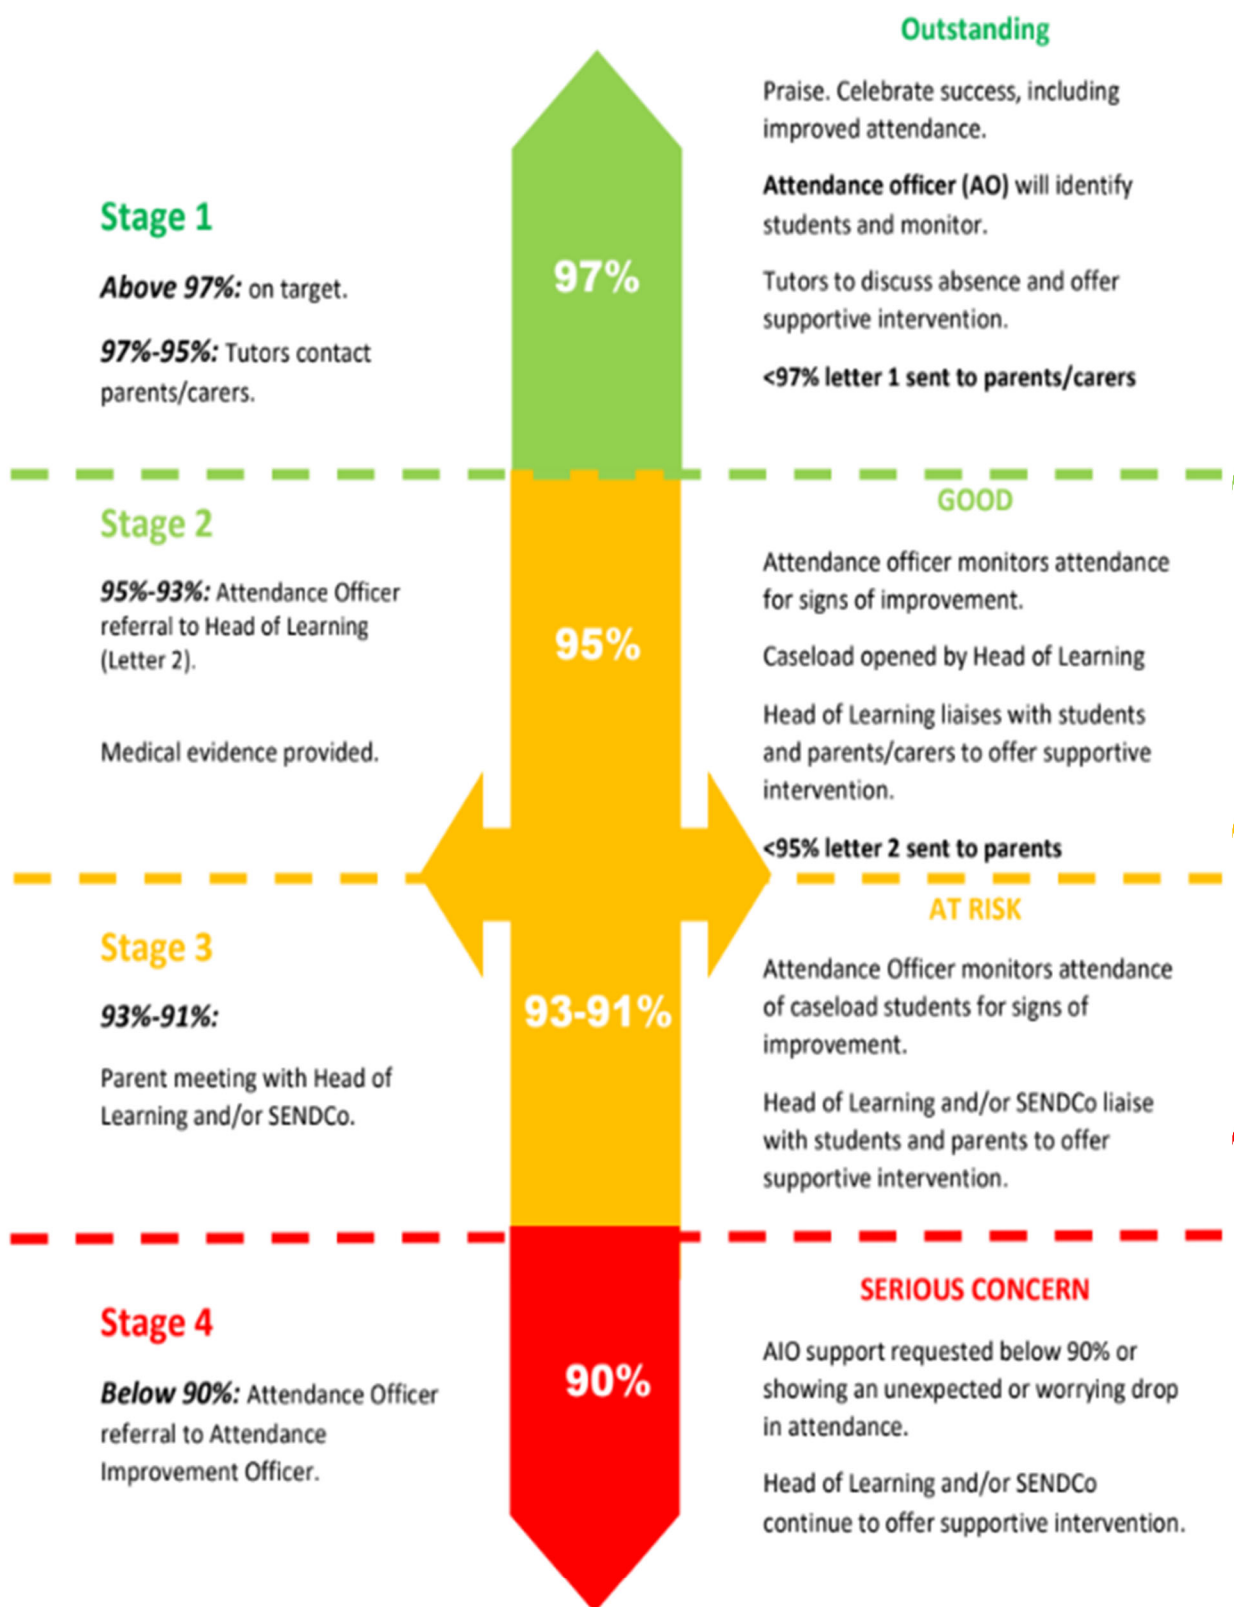 Outstanding
Praise. Celebrate success, including
improved attendance.
Attendance officer (AO) will identify
students and monitor.
Tutors to discuss absence and offer
supportive intervention.
<97% letter 1 sent to parents/carers
Stage 1
Above 97%: on target.
97%-95%: Tutors contact
parents/carers.
97%
Stage 2
95%-93%: Attendance Officer
referral to Head of Learning
(Letter 2).
Medical evidence provided.
95%
GOOD
Attendance officer monitors attendance
for signs of improvement.
Caseload opened by Head of Learning
Head of Learning liaises with students
and parents/carers to offer supportive
intervention.
<95% letter 2 sent to parents
Stage 3
93%-91%:
Parent meeting with Head of
Learning and/or SENDCo.
93-91%
AT RISK
Attendance Officer monitors attendance
of caseload students for signs of
improvement.
Head of Learning and/or SENDCo liaise
with students and parents to offer
supportive intervention.
Stage 4
Below 90%: Attendance Officer
referral to Attendance
Improvement Officer.
90%
SERIOUS CONCERN
AIO support requested below 90% or
showing an unexpected or worrying drop
in attendance.
Head of Learning and/or SENDCo
continue to offer supportive intervention.